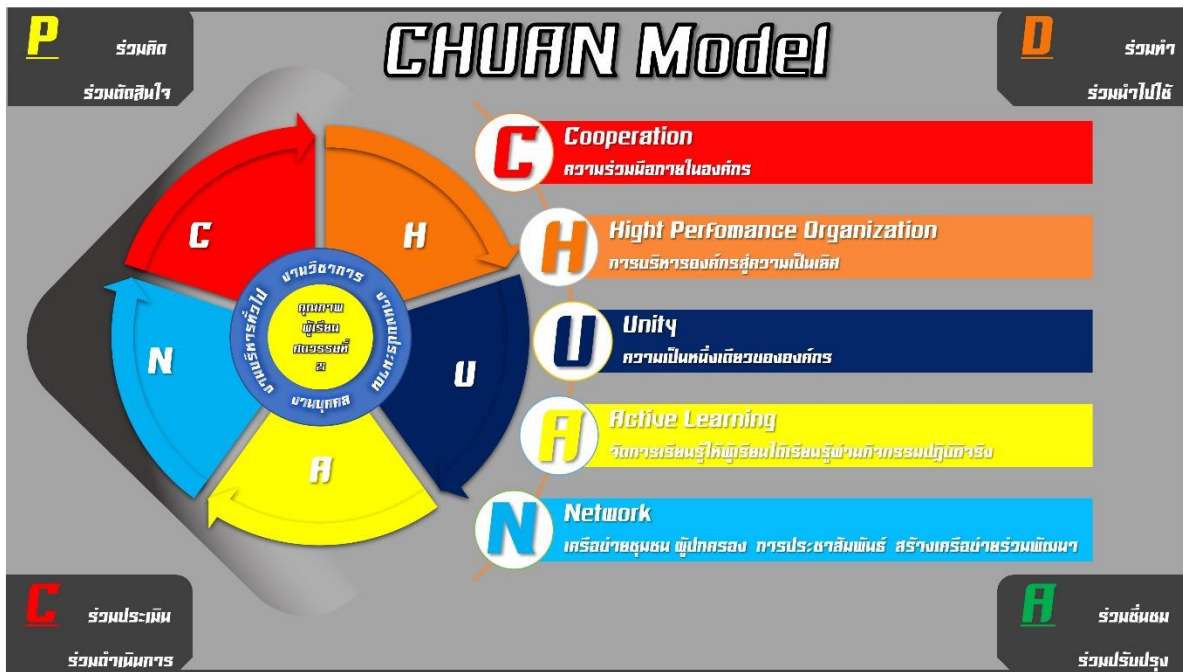 P
ร่วมคิด
ร่วมตัดสินใจ
CHUAN Model
D
ร่วมทำ
ร่วมนำไปใช้
C
H
U
A
N
งานวิชาการ
งานงบประมาณ
งานบุคคล
งานบริหารทั่วไป
คุณภาพ
ผู้เรียน
ศตวรรษที่
21
C
Cooperation
ความร่วมมือภายในองค์กร
H
Hight Perfomance Organization
การบริหารองค์กรสู่ความเป็นเลิศ
U
Unity
ความเป็นหนึ่งเดียวขององค์กร
A
Active Learning
จัดการเรียนรู้ให้ผู้เรียนได้เรียนรู้ผ่านกิจกรรมปฏิบัติจริง
N
Network
เครือข่ายชุมชน ผู้ปกครอง การประชาสัมพันธ์ สร้างเครือข่ายร่วมพัฒนา
C
ร่วมประเมิน
ร่วมดำเนินการ
A
ร่วมชื่นชม
ร่วมปรับปรุง